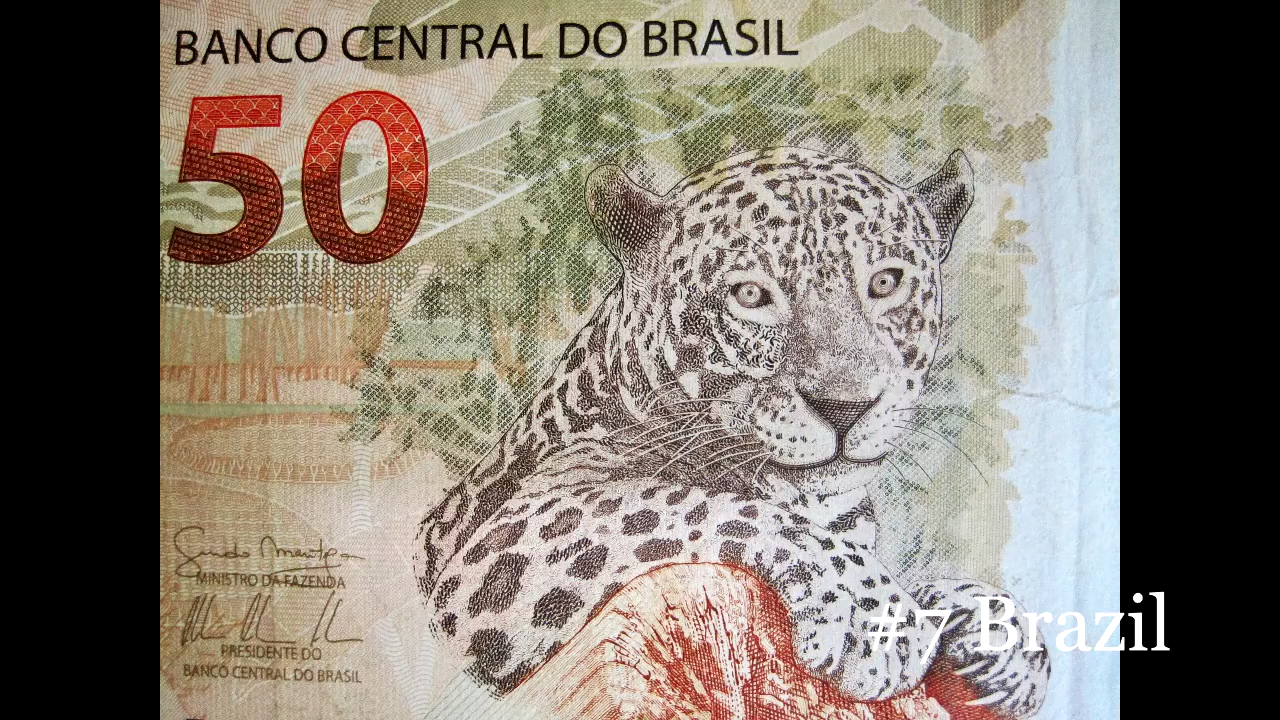 BANCO CENTRAL DO BRASIL
50
MINISTRO DA FAZENDA
PRESIDENTE DO
BANCO CENTRAL DO BRASIL
#7 Brazil